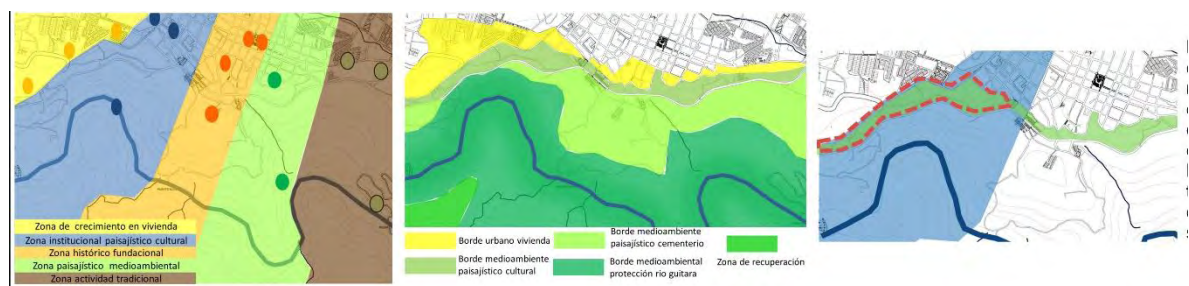 Zona de crecimiento en vivienda
Zona institucional paisajístico cultural
Zona histórico fundacional
Zona paisajístico medioambiental
Zona actividad tradicional
Borde urbano vivienda
Borde medioambiente
paisajístico cultural
Borde medioambiente
paisajístico cementerio
Borde medioambiental
protección rio guitara
Zona de recuperación